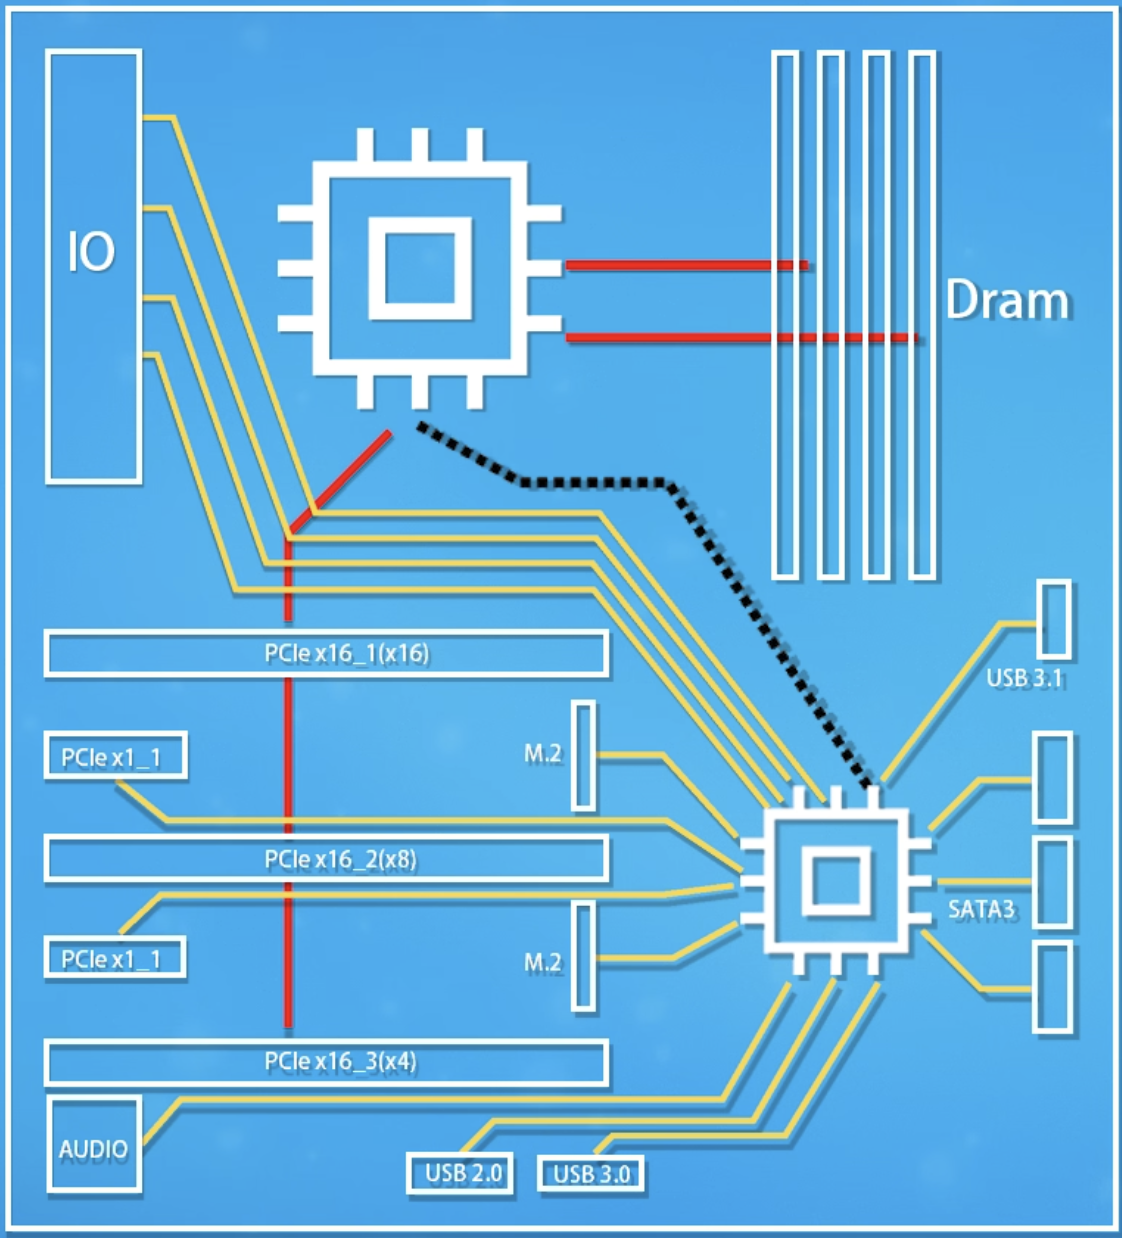 IO
Dram
PCIe x16_1(x16)
USB 3.1
M.2
PCIe x1_1
PCIe x16_2(x8)
SATA3
PCIe x1_1
M.2
PCIe x16_3(x4)
AUDIO
USB 2.0
USB 3.0